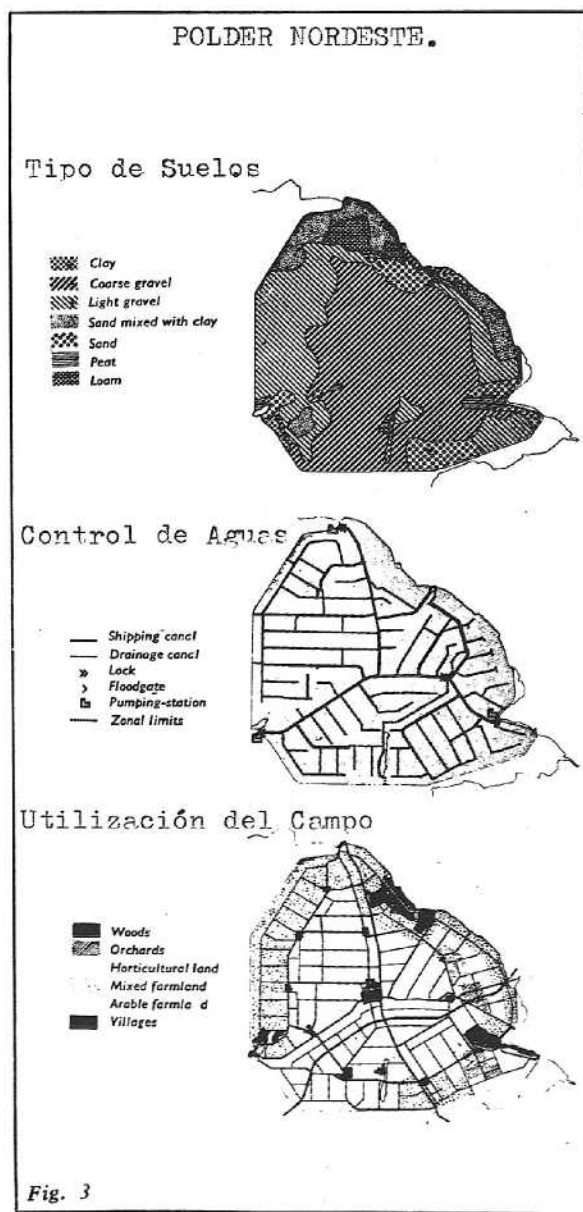 POLDER NORDESTE.
Tipo de Suelos
Clay
Coarse gravel
Light gravel
Sand mixed with clay
Sand
Peat
Loam
Control de Aguas
Shipping canal
Drainage canal
Lock
Floodgate
Pumping-station
Zonal limits
Utilización del Campo
Woods
Orchards
Horticultural land
Mixed farmland
Arable farmla d
Villages
Fig. 3